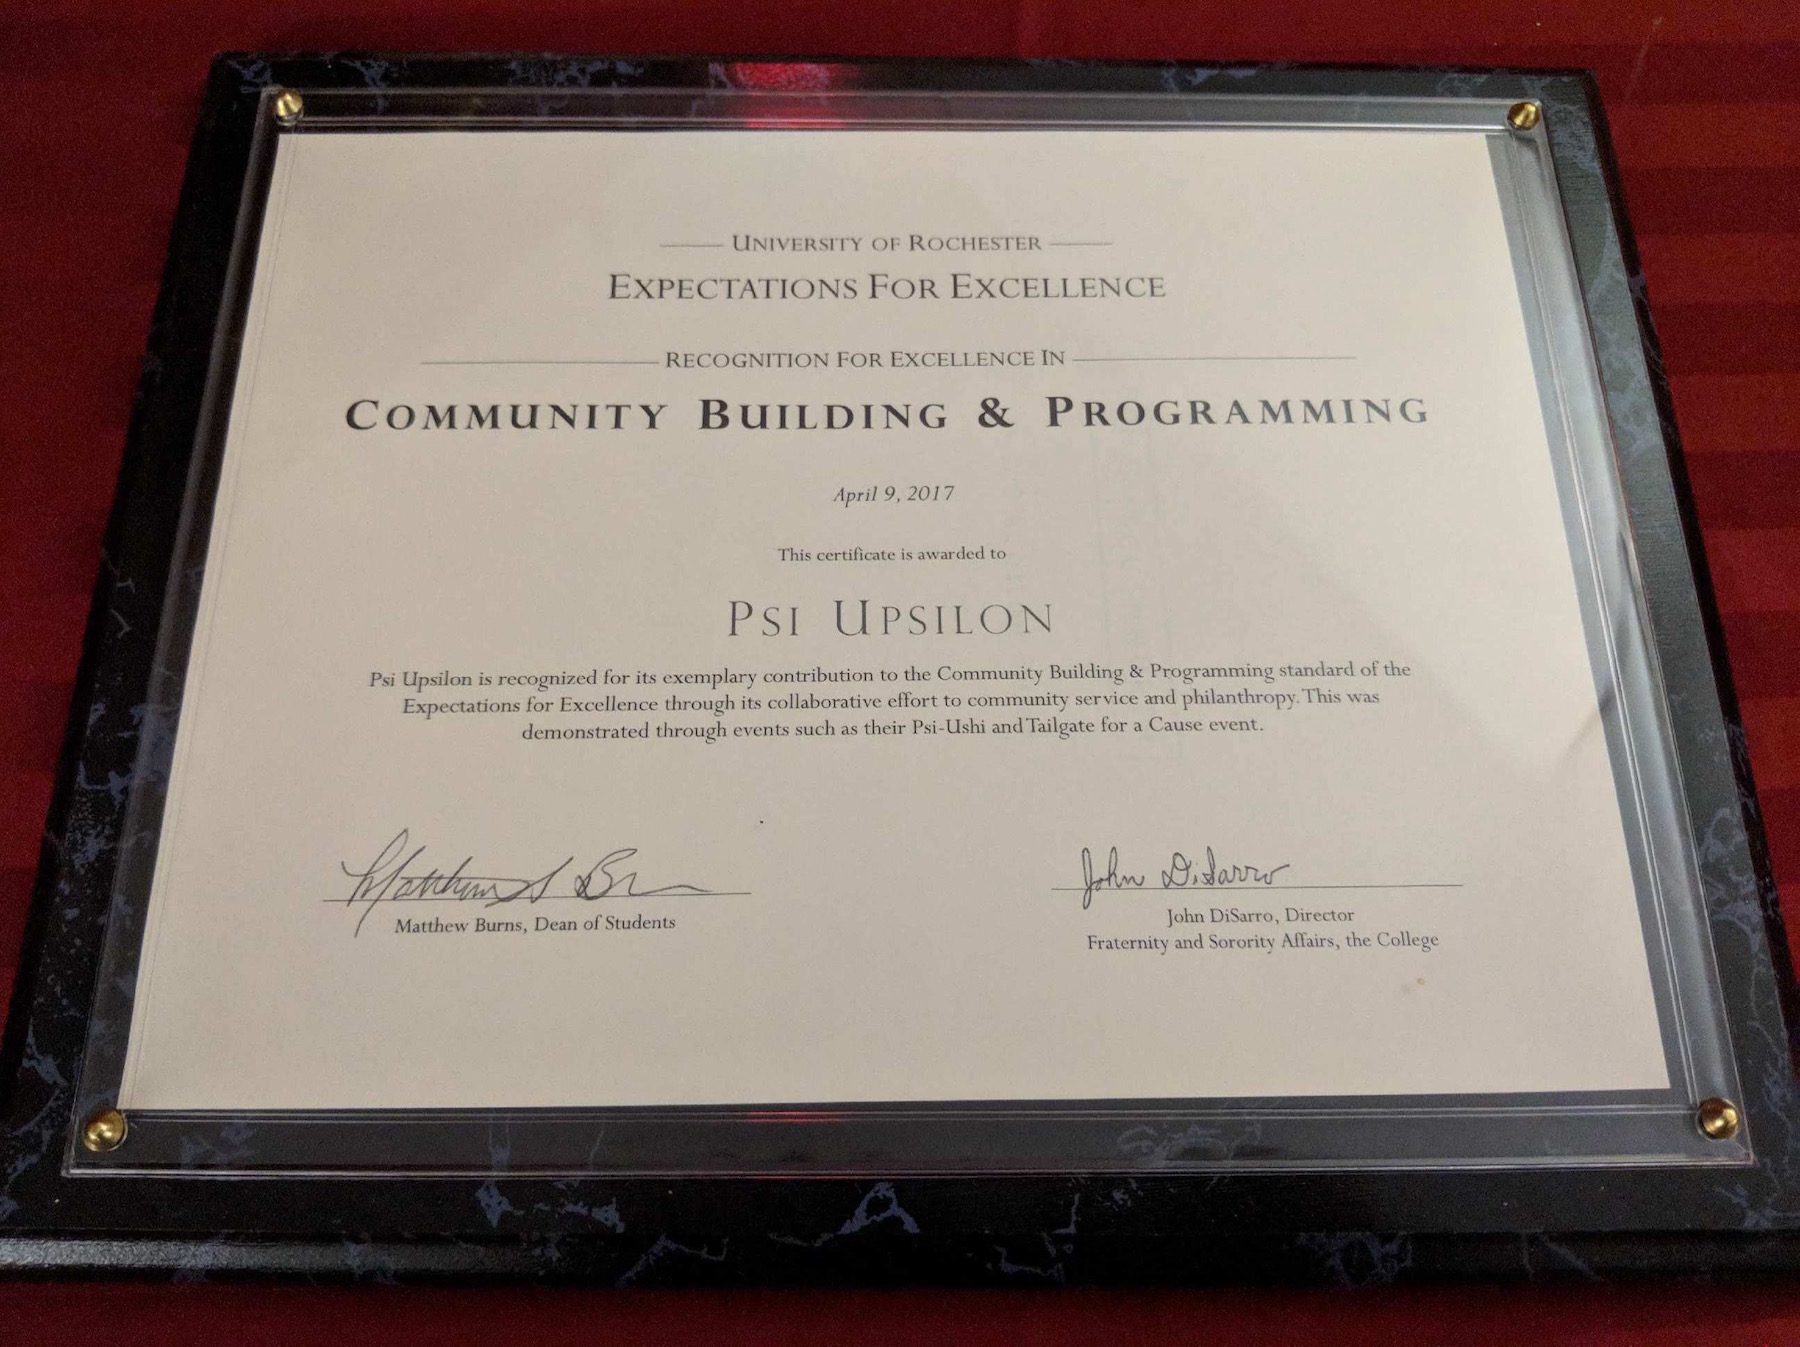 UNIVERSITY OF ROCHESTER
EXPECTATIONS FOR EXCELLENCE
RECOGNITION FOR EXCELLENCE IN
COMMUNITY BUILDING & PROGRAMMING
April 9, 2017
This certificate is awarded to
PSI UPSILON
Psi Upsilon is recognized for its exemplary contribution to the Community Building & Programming standard of the
Expectations for Excellence through its collaborative effort to community service and philanthropy. This was
demonstrated through events such as their Psi-Ushi and Tailgate for a Cause event.
Matthew Burns, Dean of Students
John DiSarro
John DiSarro, Director
Fraternity and Sorority Affairs, the College